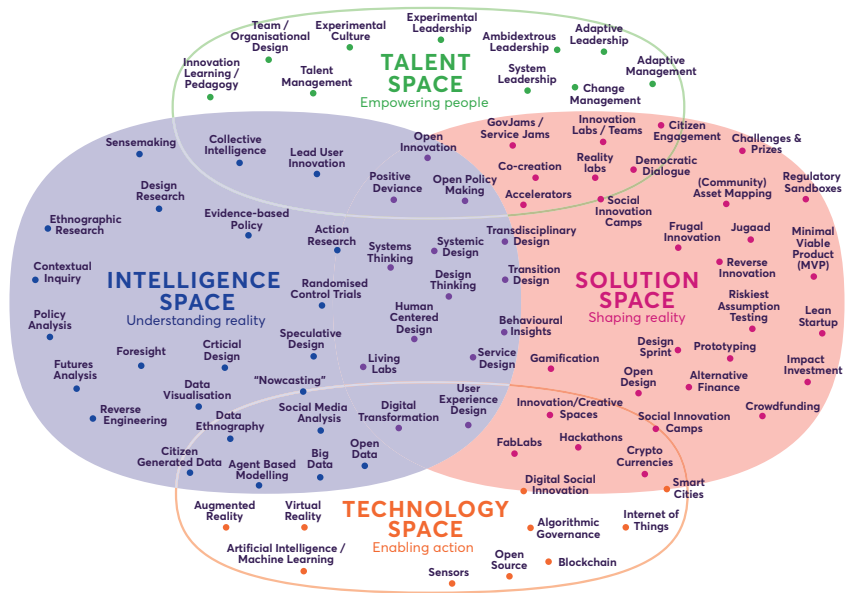 Experimental
Leadership
Team /
Organisational
Design
Experimental
Culture
Ambidextrous
Leadership
Adaptive
Leadership
Innovation
Learning /
Pedagogy
Talent
Management
TALENT
SPACE
Empowering people
System
Leadership
Adaptive
Management
Change
Management
Sensemaking
Collective
Intelligence
Lead User
Innovation
Open
Innovation
GovJams /
Service Jams
Innovation
Labs / Teams
Citizen
Engagement
Challenges &
Prizes
Positive
Deviance
Open Policy
Making
Co-creation
Reality
labs
Democratic
Dialogue
Accelerators
(Community)
Asset Mapping
Regulatory
Sandboxes
Design
Research
Social
Innovation
Camps
Ethnographic
Research
Evidence-based
Policy
Action
Research
Systems
Thinking
Systemic
Design
Transdisciplinary
Design
Frugal
Innovation
Jugaad
Minimal
Viable
Product
(MVP)
Contextual
Inquiry
INTELLIGENCE
SPACE
Understanding reality
Randomised
Control Trials
Design
Thinking
Transition
Design
SOLUTION
SPACE
Shaping reality
Reverse
Innovation
Riskiest
Assumption
Testing
Lean
Startup
Policy
Analysis
Human
Centered
Design
Behavioural
Insights
Foresight
Crticial
Design
Speculative
Design
Living
Labs
Service
Design
Gamification
Design
Sprint
Prototyping
Impact
Investment
Futures
Analysis
Data
Visualisation
"Nowcasting"
User
Experience
Design
Open
Design
Alternative
Finance
Reverse
Engineering
Data
Ethnography
Social Media
Analysis
Digital
Transformation
Innovation/Creative
Spaces
Social Innovation
Camps
Crowdfunding
Citizen
Generated Data
Agent Based
Modelling
Big
Data
Open
Data
FabLabs
Hackathons
Crypto
Currencies
Digital Social
Innovation
Smart
Cities
Augmented
Reality
Virtual
Reality
TECHNOLOGY
SPACE
Enabling action
Algorithmic
Governance
Internet of
Things
Artificial Intelligence /
Machine Learning
Sensors
Open
Source
Blockchain